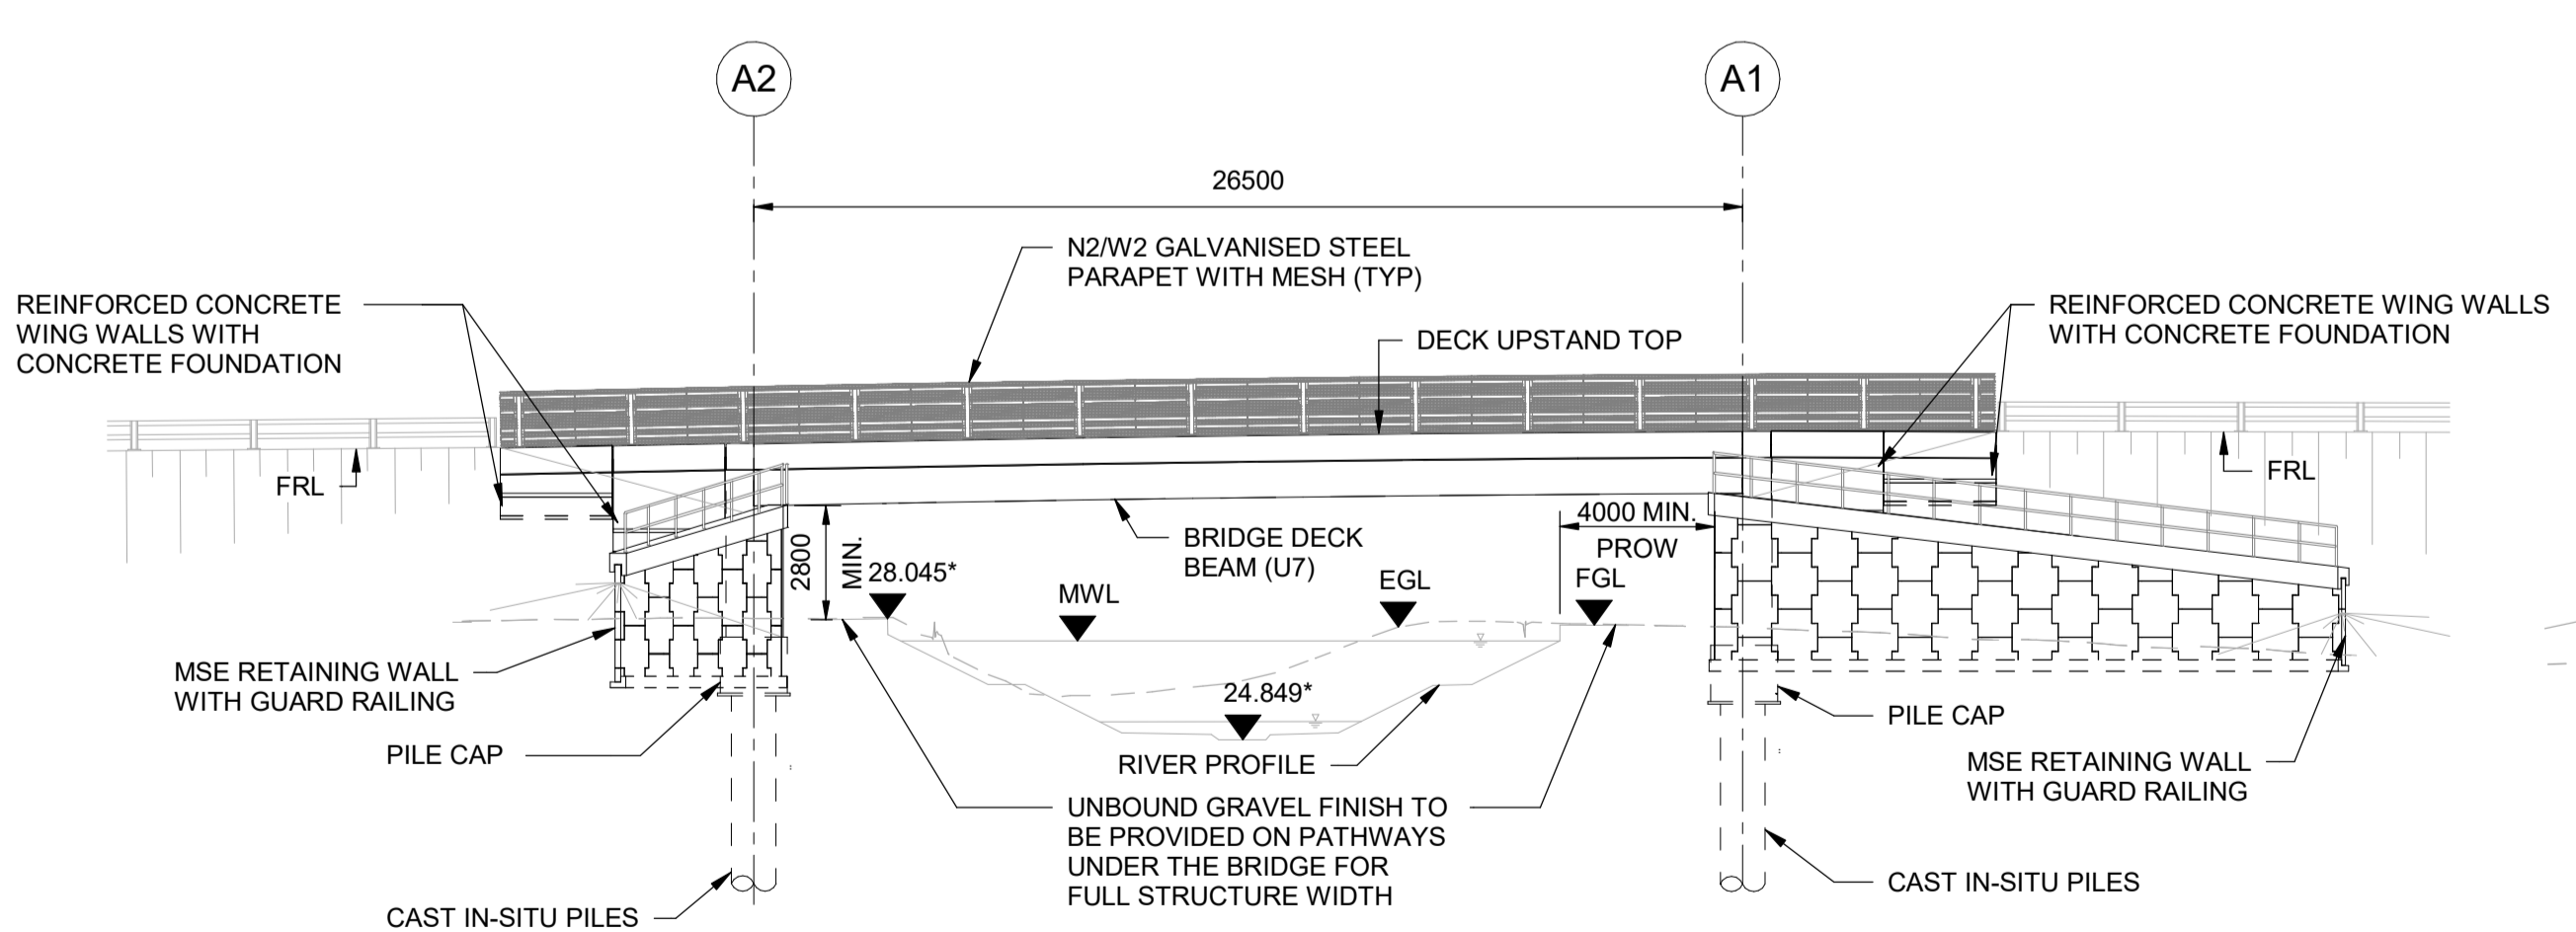 A2
A1
26500
N2/W2 GALVANISED STEEL
PARAPET WITH MESH (TYP)
REINFORCED CONCRETE
WING WALLS WITH
CONCRETE FOUNDATION
REINFORCED CONCRETE WING WALLS
WITH CONCRETE FOUNDATION
DECK UPSTAND TOP
FRL
FRL
4000 MIN.
PROW
BRIDGE DECK
BEAM (U7)
2800
MIN.
28.045*
MWL
EGL
FGL
MSE RETAINING WALL
WITH GUARD RAILING
24.849*
PILE CAP
PILE CAP
RIVER PROFILE
MSE RETAINING WALL
WITH GUARD RAILING
UNBOUND GRAVEL FINISH TO
BE PROVIDED ON PATHWAYS
UNDER THE BRIDGE FOR
FULL STRUCTURE WIDTH
CAST IN-SITU PILES
CAST IN-SITU PILES